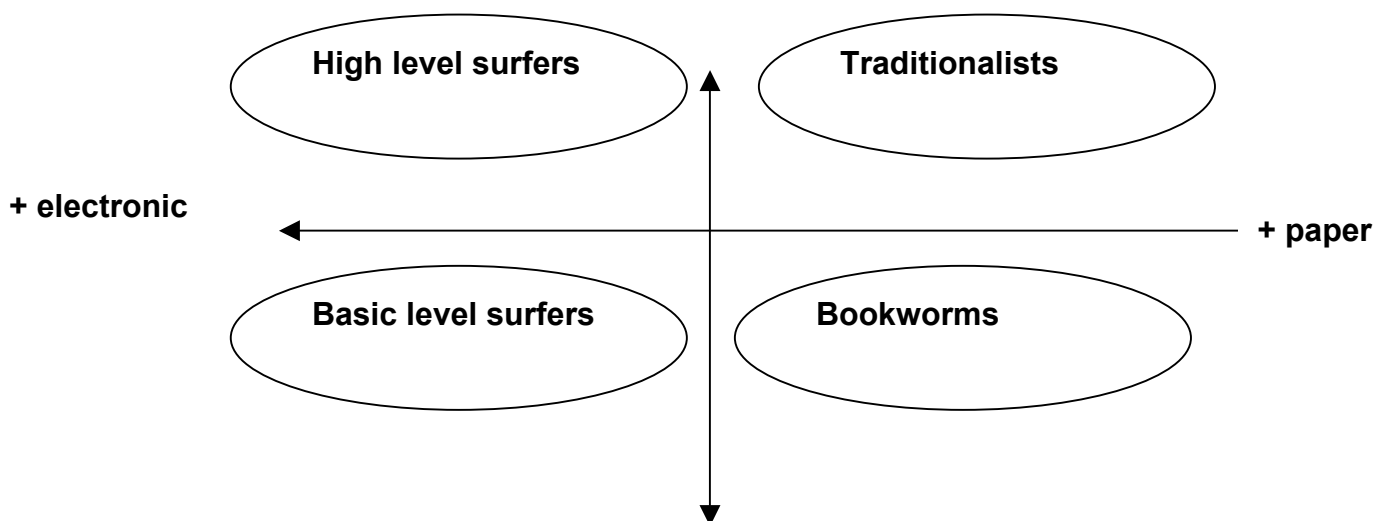 High level surfers
Traditionalists
+ electronic
+ paper
Basic level surfers
Bookworms